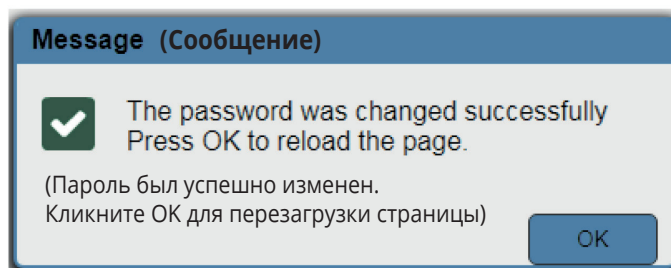 Message (Сообщение)
The password was changed successfully
Press OK to reload the page.
(Пароль был успешно изменен.
Кликните OK для перезагрузки страницы)
OK